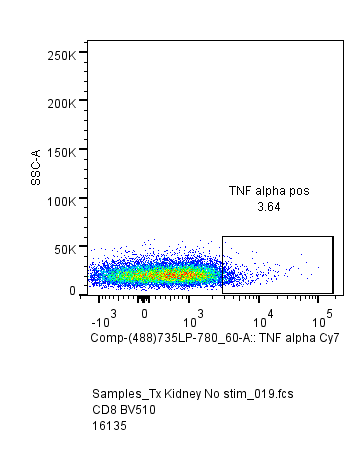 250K
150K
100K
50K
0
SSC-A
TNF alpha pos
3.64
-10 3
0
10 3
10 4
10 5
Comp-(488)735LP-780_60-A:: TNF alpha Cy7
Samples_Tx Kidney No stim_019.fcs
CD8 BV510
16135